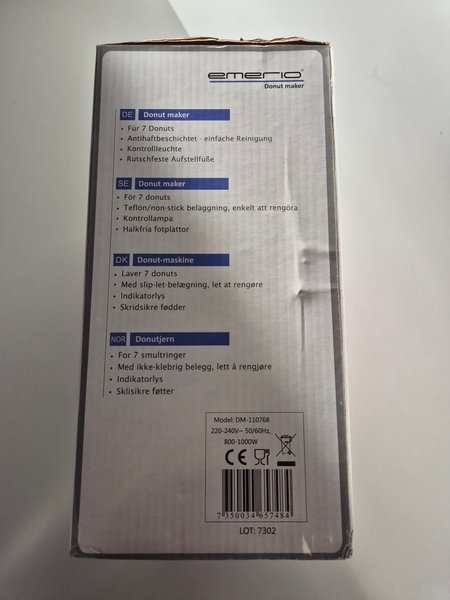 emerio®
Donut maker
DE Donut maker
• Für 7 Donuts
• Antihaftbeschichtet - einfache Reinigung
• Kontrollleuchte
• Rutschfeste Aufstellfüße
SE Donut maker
• För 7 donuts
• Teflon/non-stick beläggning, enkelt att rengöra
• Kontrollampa
• Halkfria fotplattor
DK Donut-maskine
• Laver 7 donuts
• Med slip-let-belægning, let at rengøre
• Indikatorlys
• Skridsikre fødder
NOR Donutjern
• For 7 smultringer
• Med ikke-klebrig belegg, lett å rengjøre
• Indikatorlys
• Sklisikre føtter
Model: DM-110768
220-240V~ 50/60Hz,
800-1000W
CE
7 350034 657484
LOT: 7302